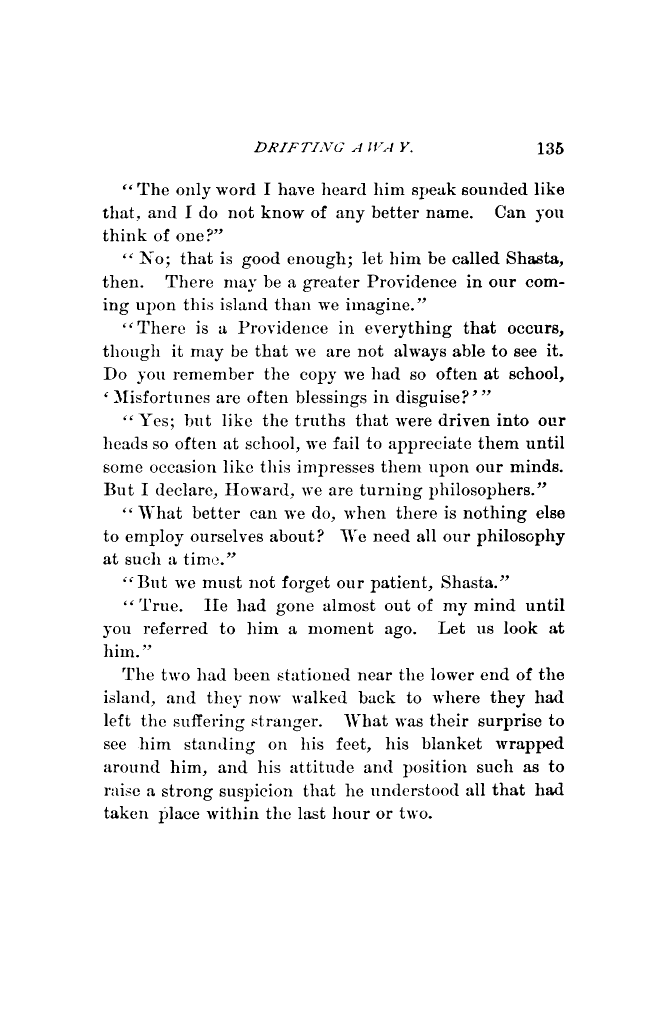 DRIFTING AWAY. 135
“The only word I have heard him speak sounded like
that, and I do not know of any better name. Can you
think of one?”
“No; that is good enough; let him be called Shasta,
then. There may be a greater Providence in our com-
ing upon this island than we imagine.”
“There is a Providence in everything that occurs,
though it may be that we are not always able to see it.
Do you remember the copy we had so often at school,
‘Misfortunes are often blessings in disguise?’”
“Yes; but like the truths that were driven into our
heads so often at school, we fail to appreciate them until
some occasion like this impresses them upon our minds.
But I declare, Howard, we are turning philosophers.”
“What better can we do, when there is nothing else
to employ ourselves about? We need all our philosophy
at such a time.”
“But we must not forget our patient, Shasta.”
“True. He had gone almost out of my mind until
you referred to him a moment ago. Let us look at
him.”
The two had been stationed near the lower end of the
island, and they now walked back to where they had
left the suffering stranger. What was their surprise to
see him standing on his feet, his blanket wrapped
around him, and his attitude and position such as to
raise a strong suspicion that he understood all that had
taken place within the last hour or two.